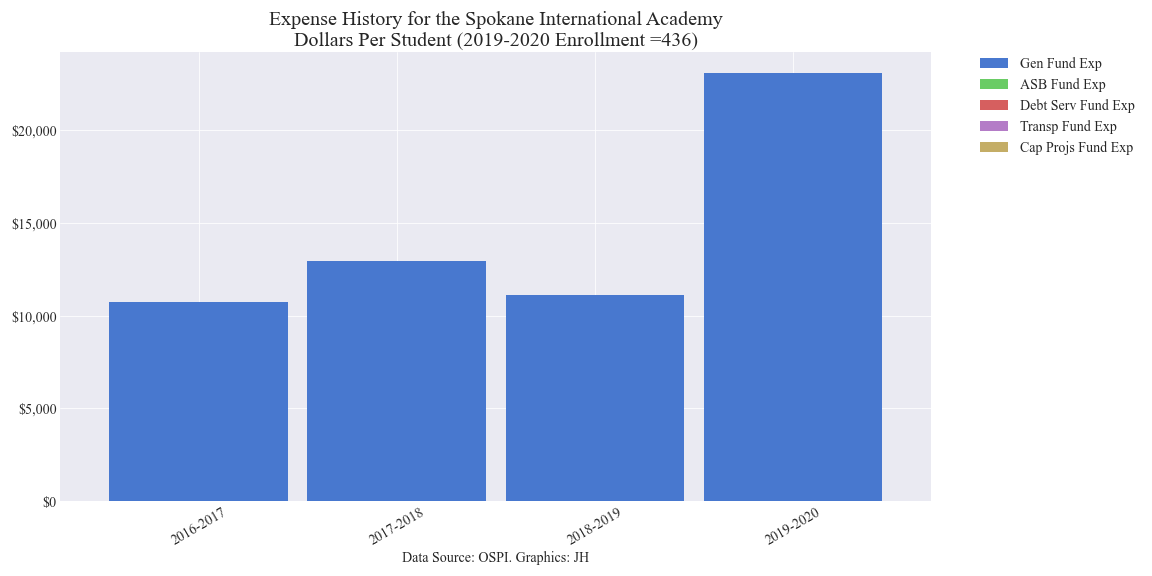 Expense History for the Spokane International Academy
Dollars Per Student (2019-2020 Enrollment =436)
Gen Fund Exp
ASB Fund Exp
Debt Serv Fund Exp
Transp Fund Exp
Cap Projs Fund Exp
$20,000
$15,000
$10,000
$5,000
$0
2016-2017
2017-2018
2018-2019
2019-2020
Data Source: OSPI. Graphics: JH